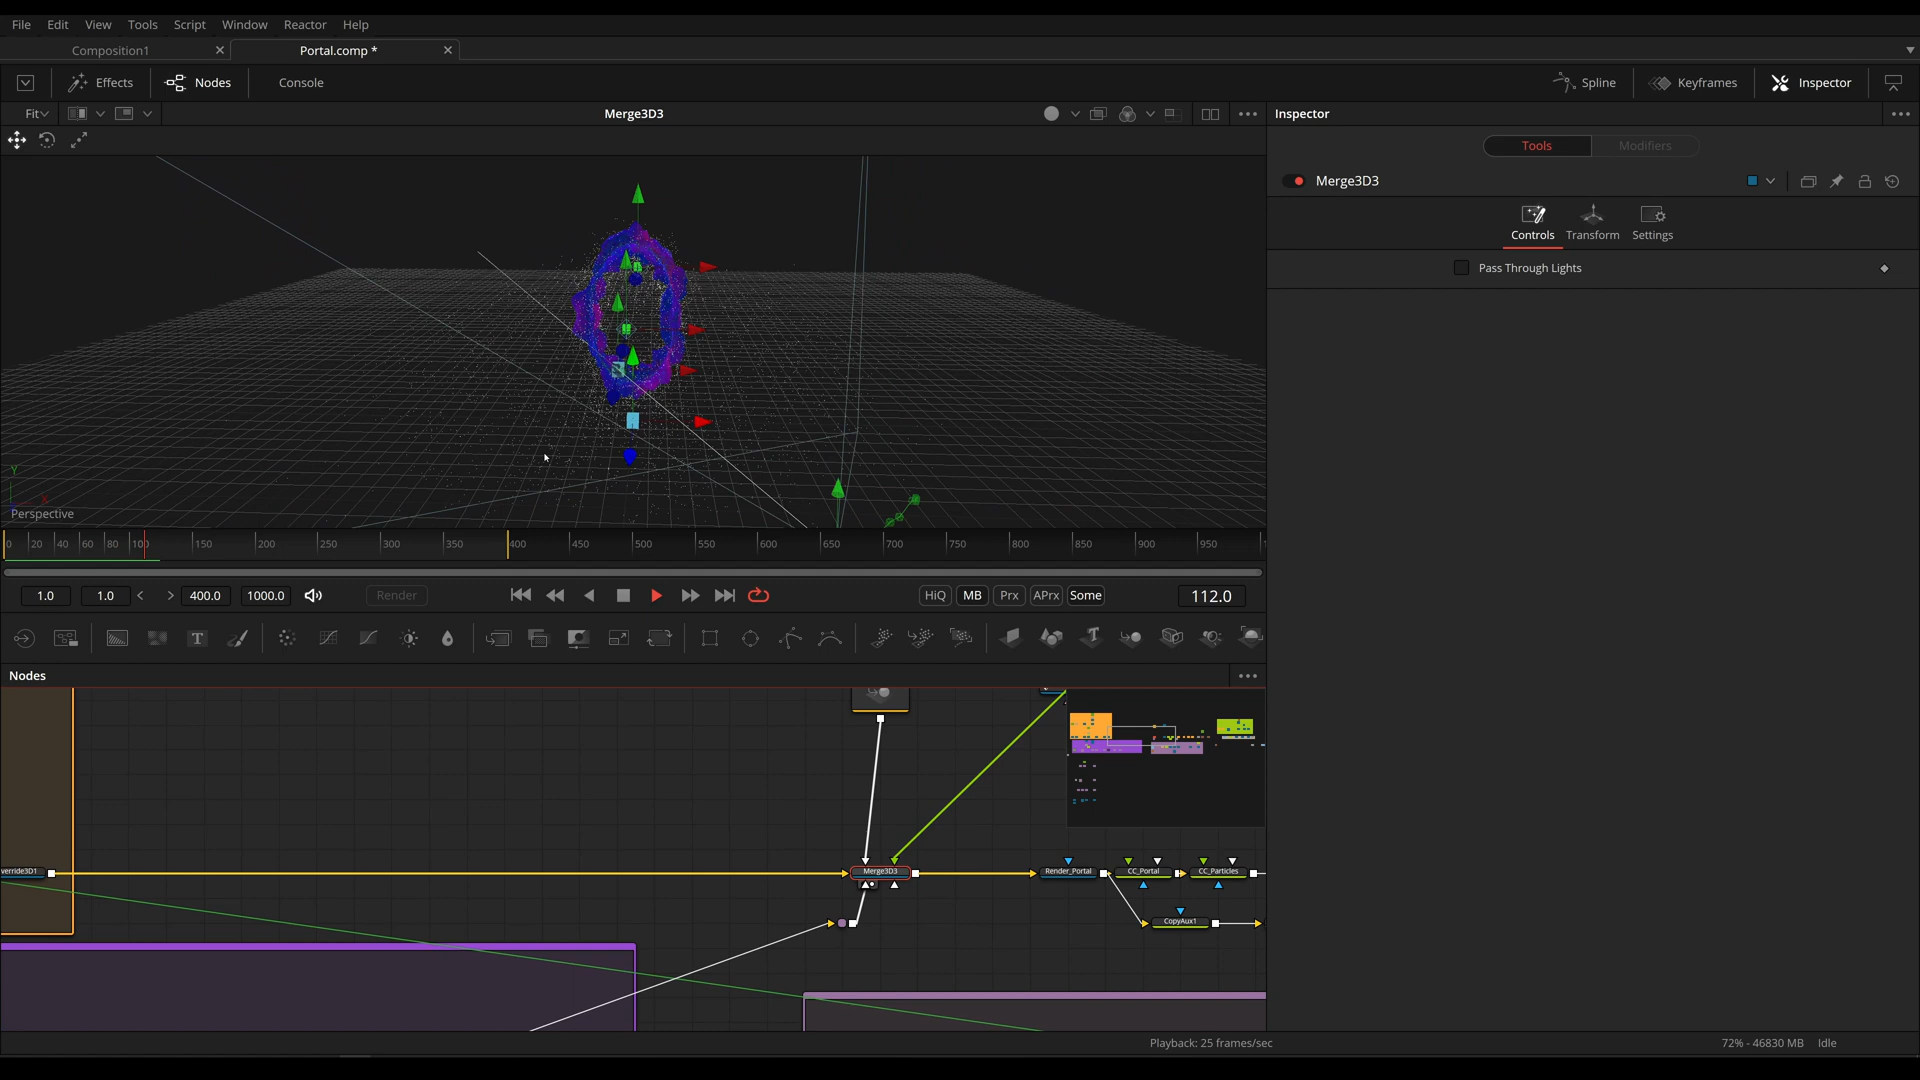 File Edit View Tools Script Window Reactor Help
Composition1 Portal.comp *
Effects Nodes Console Spline Keyframes Inspector
Fit Merge3D3 Inspector
Tools Modifiers
Merge3D3
Controls Transform Settings
Pass Through Lights
Y
X
Perspective
0 20 40 60 80 100 150 200 250 300 350 400 450 500 550 600 650 700 750 800 850 900 950
1.0 1.0 400.0 1000.0 Render HiQ MB Prx APrx Some 112.0
Nodes
verride3D1 Merge3D3 Render_Portal CC_Portal CC_Particles
CopyAux1
Playback: 25 frames/sec 72% - 46830 MB Idle